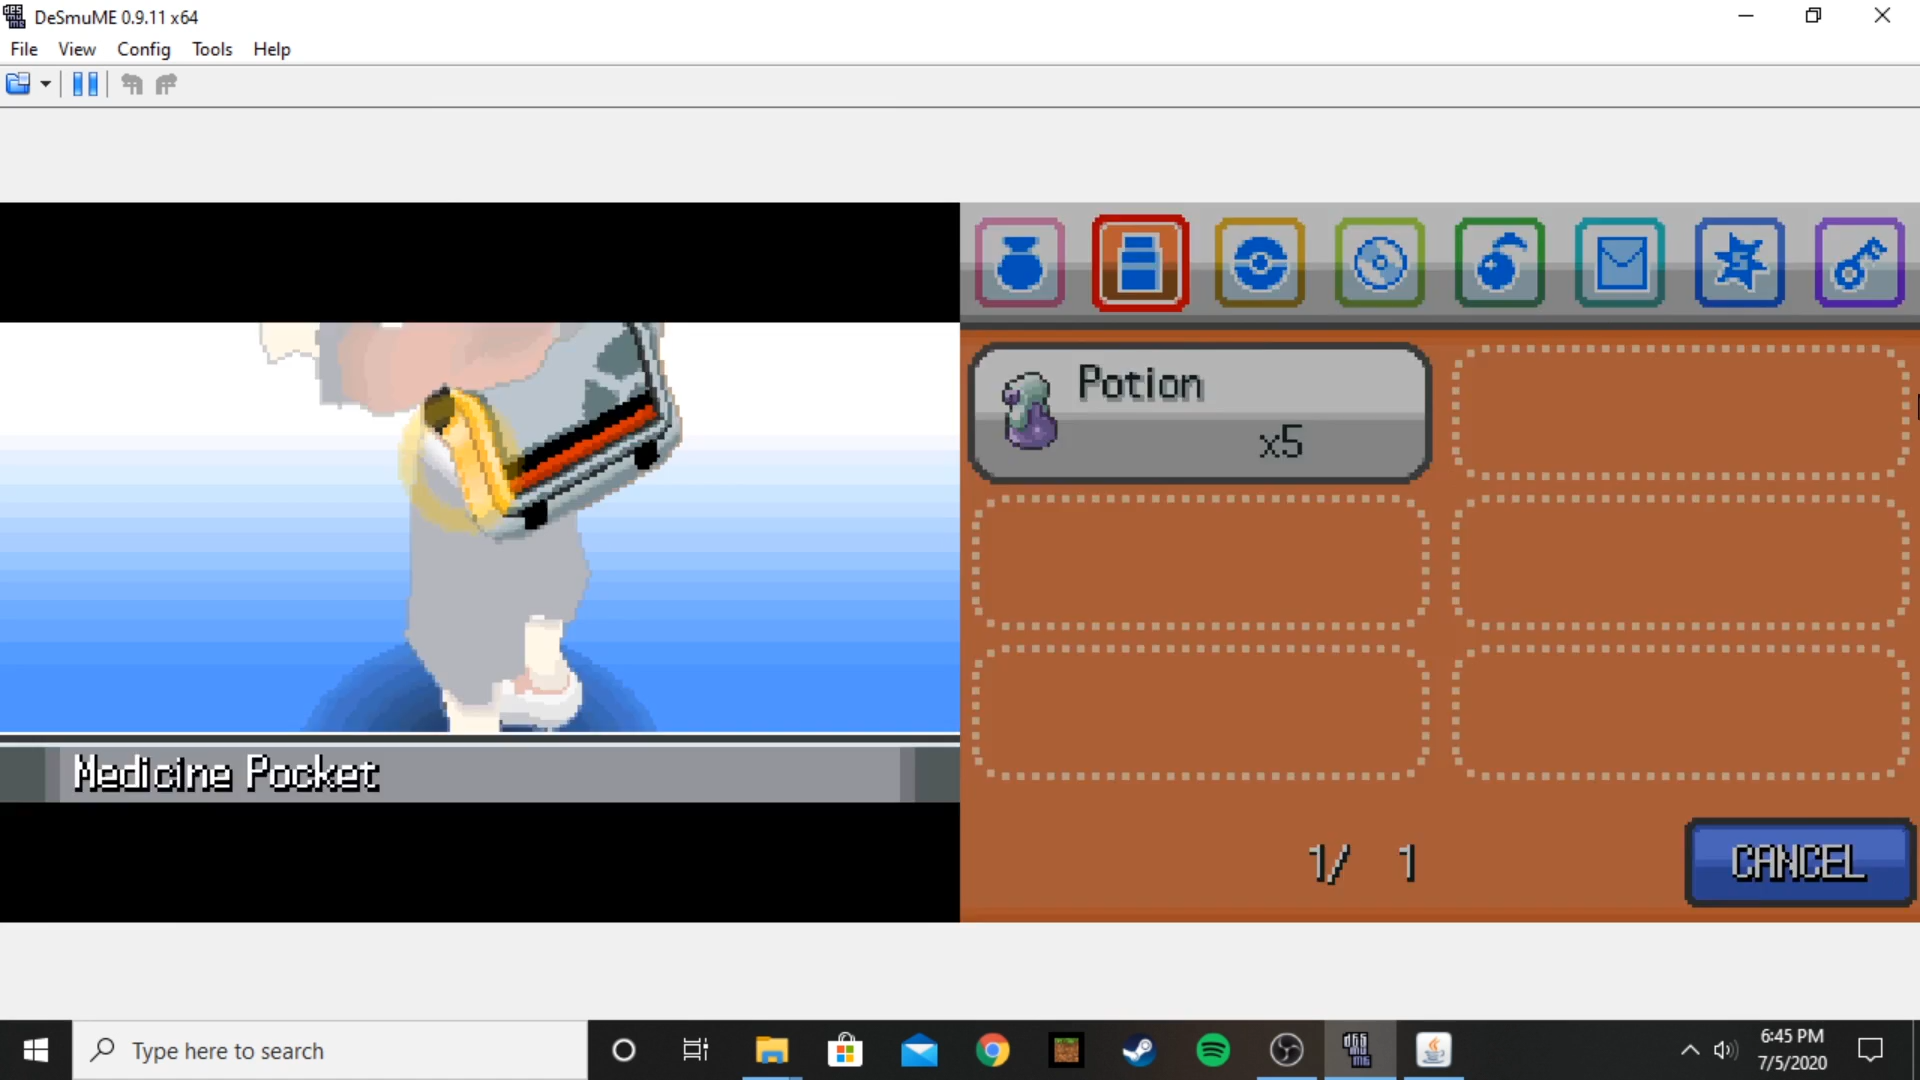 DeSmuME 0.9.11 x64
File View Config Tools Help
Potion
x5
Medicine Pocket
1/ 1
CANCEL
Type here to search
6:45 PM
7/5/2020